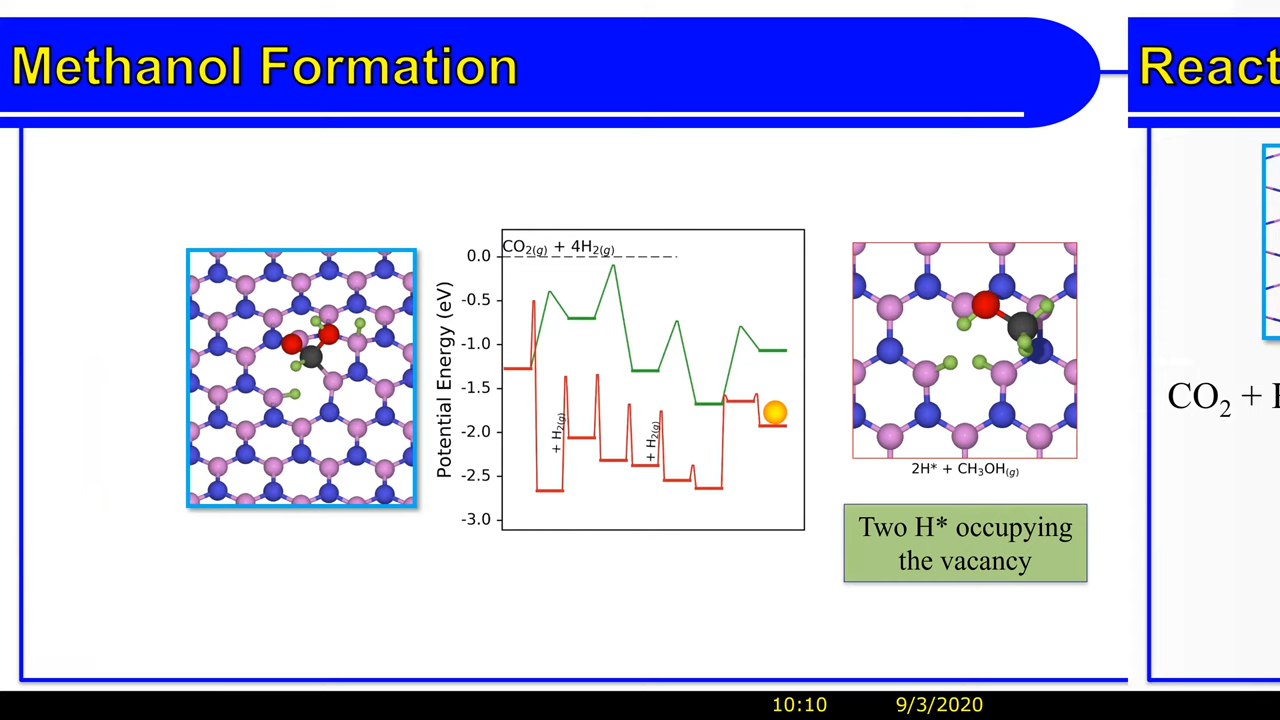 Methanol Formation
React
CO₂(g) + 4H₂(g)
0.0
-0.5
-1.0
-1.5
-2.0
-2.5
-3.0
Potential Energy (eV)
+ H₂(g)
+ H₂(g)
2H* + CH₃OH(g)
Two H* occupying
the vacancy
CO₂ +
10:10 9/3/2020